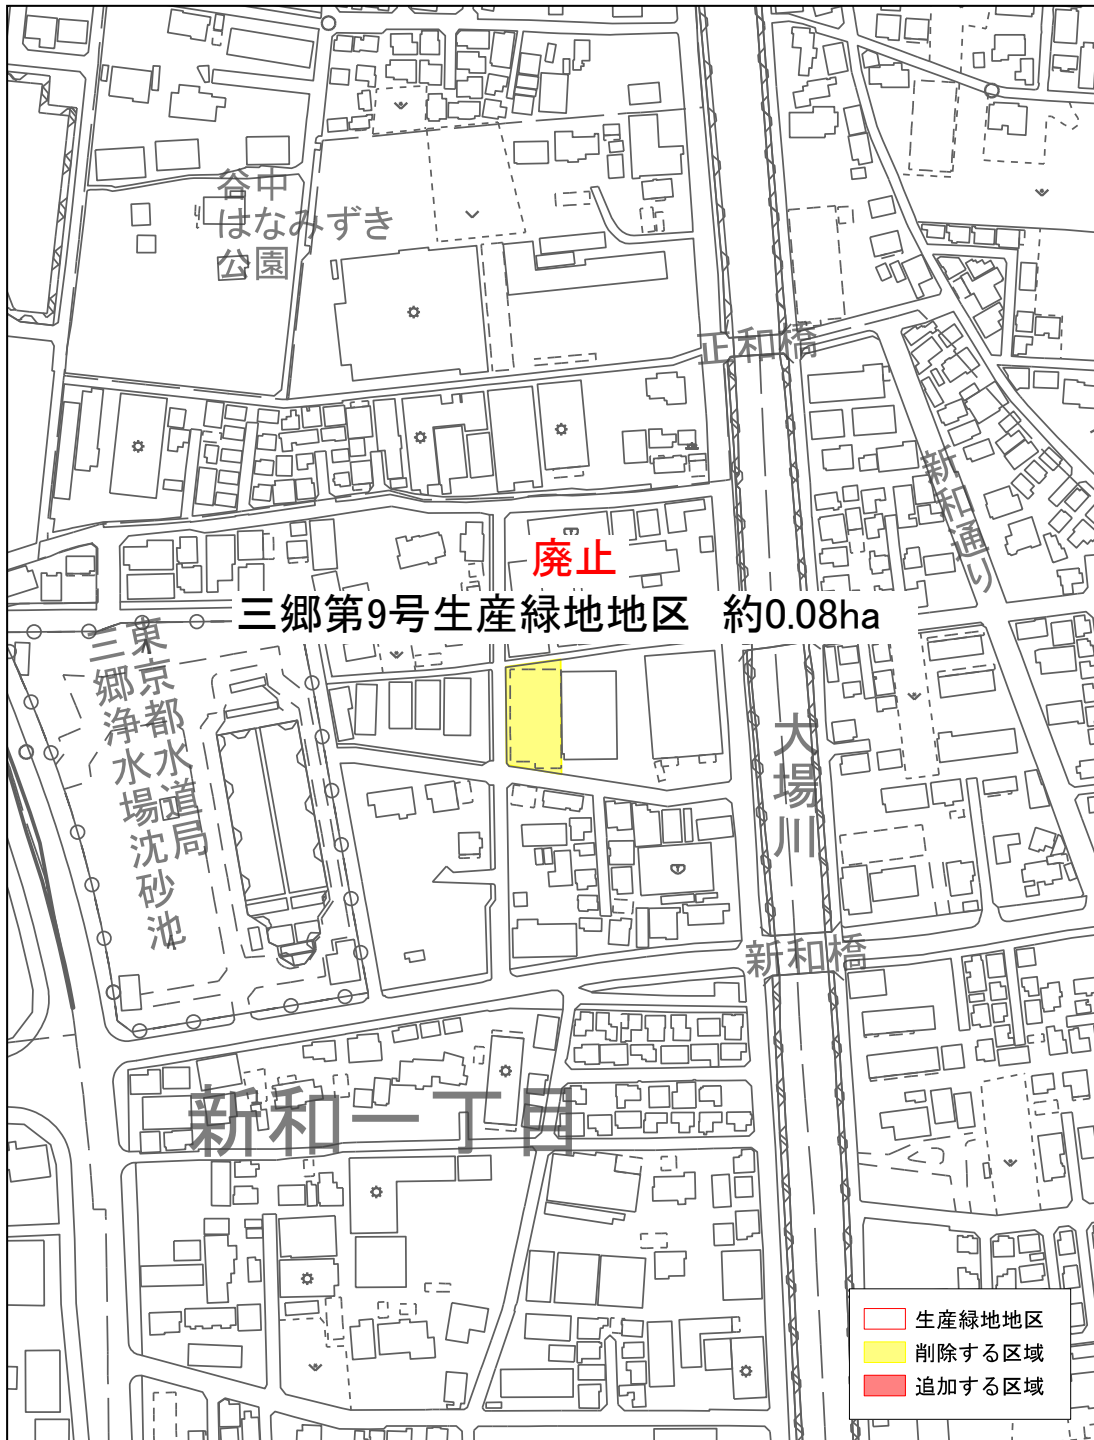 谷中
はなみずき
公園
正和橋
新和通り
廃止
三郷第9号生産緑地地区　約0.08ha
東京都水道局
三郷浄水場沈砂池
大場川
新和橋
新和一丁目
生産緑地地区
削除する区域
追加する区域